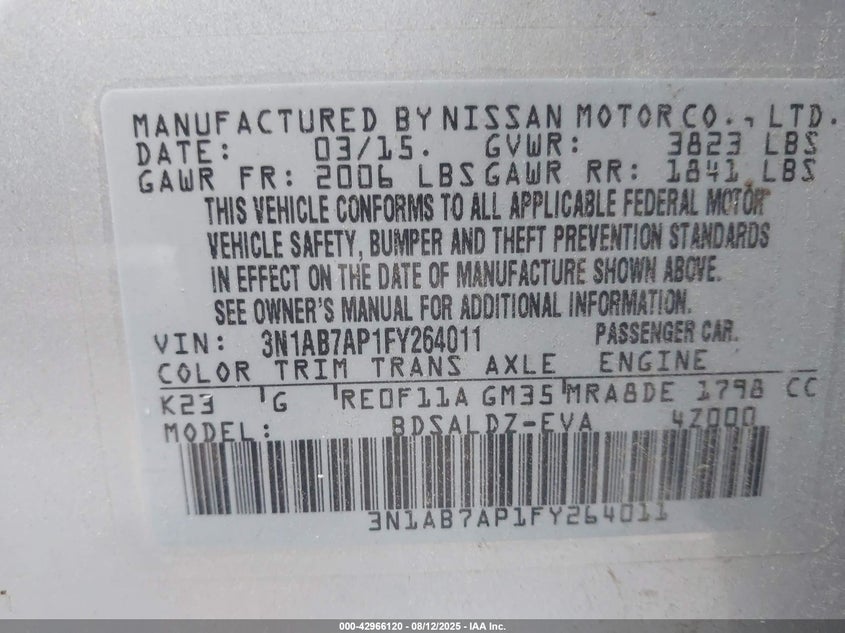 MANUFACTURED BY NISSAN MOTOR CO., LTD.
DATE: 03/15. GVWR: 3823 LBS
GAWR FR: 2006 LBS GAWR RR: 1841 LBS
THIS VEHICLE CONFORMS TO ALL APPLICABLE FEDERAL MOTOR
VEHICLE SAFETY, BUMPER AND THEFT PREVENTION STANDARDS
IN EFFECT ON THE DATE OF MANUFACTURE SHOWN ABOVE.
SEE OWNER'S MANUAL FOR ADDITIONAL INFORMATION.
VIN: 3N1AB7AP1FY264011 PASSENGER CAR.
COLOR TRIM TRANS AXLE ENGINE
K23 G RE0F11A GM35 MRA8DE 1798 CC
MODEL: BDSALDZ-EVA 4Z000
3N1AB7AP1FY264011
000-42966120 - 08/12/2025 - IAA Inc.